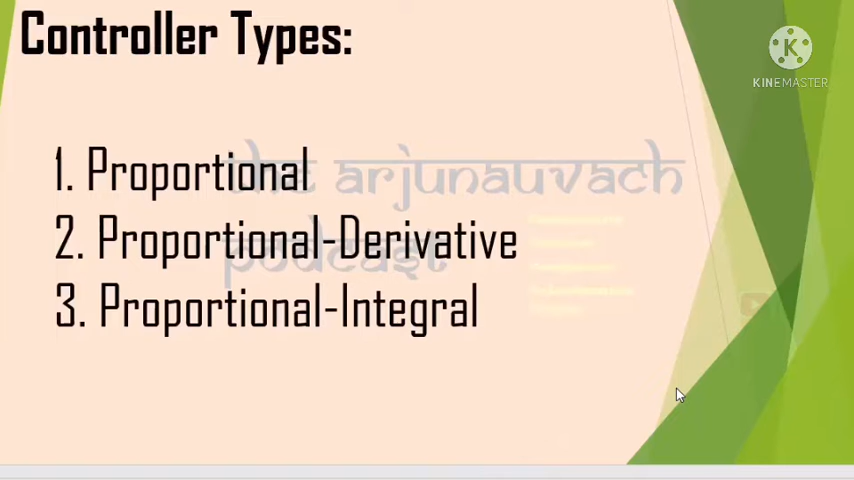 Controller Types:
KINEMASTER
1. Proportional
the arjunauvach
2. Proportional-Derivative
podcast
3. Proportional-Integral